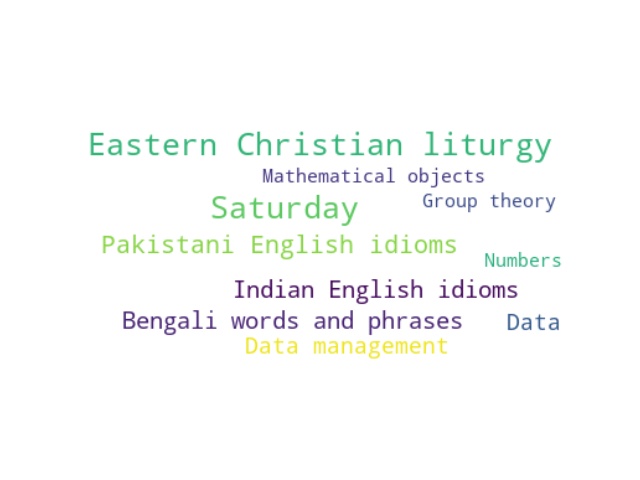 Eastern Christian liturgy
Mathematical objects
Group theory
Saturday
Pakistani English idioms
Numbers
Indian English idioms
Bengali words and phrases
Data
Data management